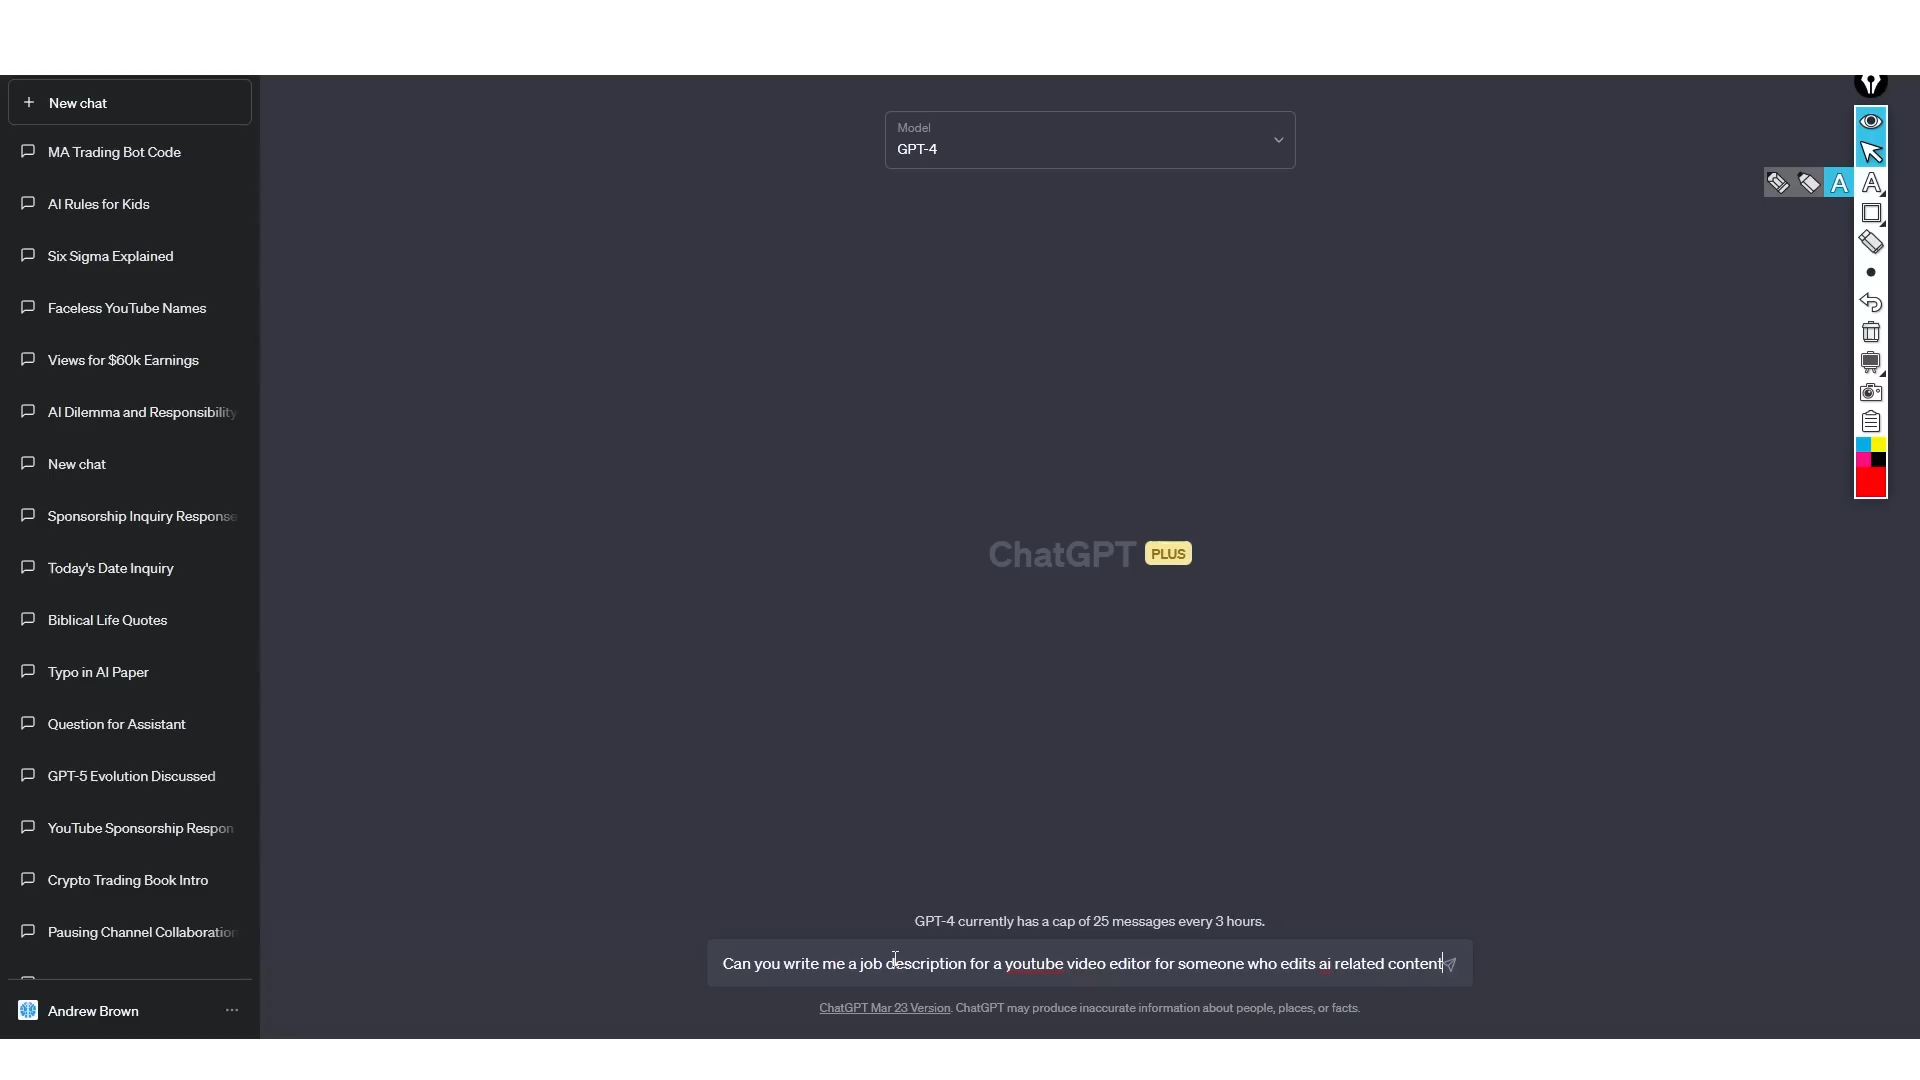 New chat
MA Trading Bot Code
AI Rules for Kids
Six Sigma Explained
Faceless YouTube Names
Views for $60k Earnings
AI Dilemma and Responsibility
New chat
Sponsorship Inquiry Response
Today's Date Inquiry
Biblical Life Quotes
Typo in AI Paper
Question for Assistant
GPT-5 Evolution Discussed
YouTube Sponsorship Respon
Crypto Trading Book Intro
Pausing Channel Collaboration
Andrew Brown
Model
GPT-4
A
A
ChatGPT PLUS
GPT-4 currently has a cap of 25 messages every 3 hours.
Can you write me a job description for a youtube video editor for someone who edits ai related content
ChatGPT Mar 23 Version. ChatGPT may produce inaccurate information about people, places, or facts.